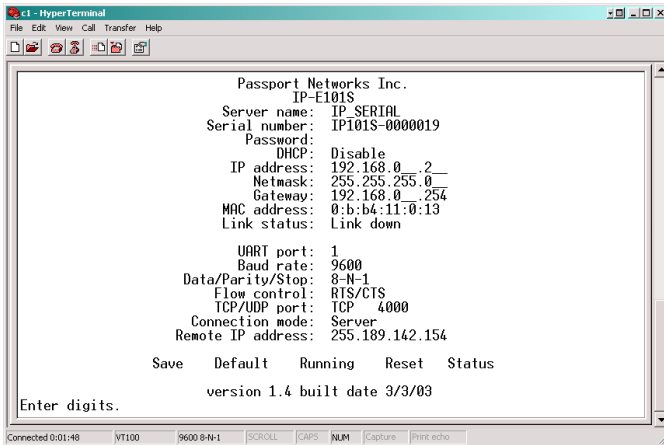 c1 - HyperTerminal
File Edit View Call Transfer Help
Passport Networks Inc.
IP-E101S
Server name: IP_SERIAL
Serial number: IP101S-0000019
Password:
DHCP: Disable
IP address: 192.168.0__.2__
Netmask: 255.255.255.0__
Gateway: 192.168.0__.254
MAC address: 0:b:b4:11:0:13
Link status: Link down
UART port: 1
Baud rate: 9600
Data/Parity/Stop: 8-N-1
Flow control: RTS/CTS
TCP/UDP port: TCP 4000
Connection mode: Server
Remote IP address: 255.189.142.154
Save Default Running Reset Status
version 1.4 built date 3/3/03
Enter digits.
Connected 0:01:48 VT100 9600 8-N-1 SCROLL CAPS NUM Capture Print echo